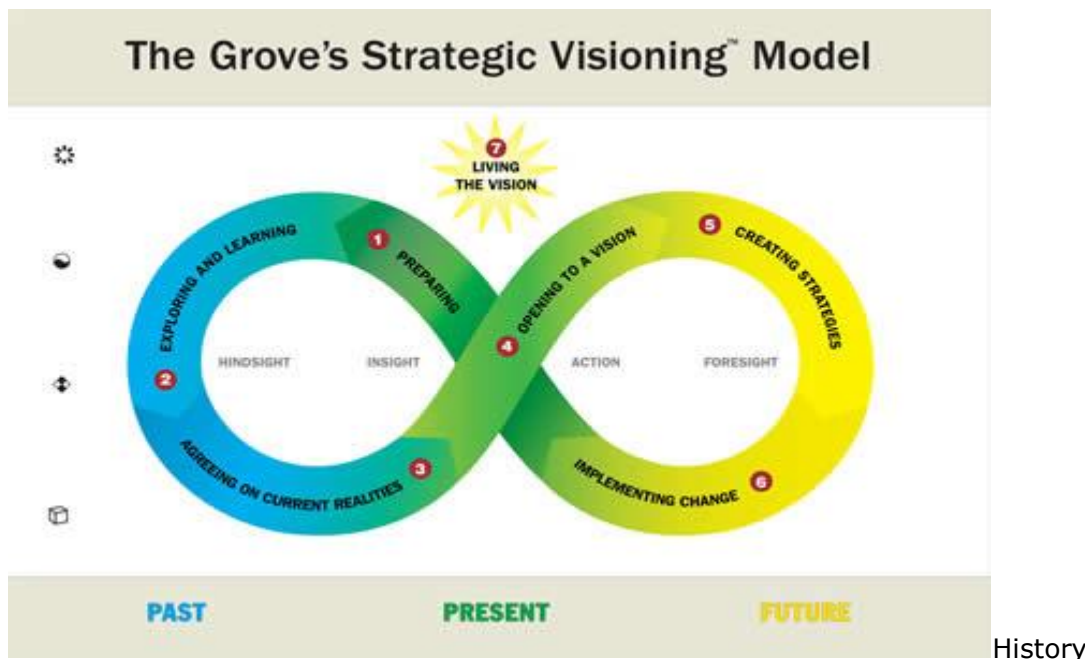 The Grove's Strategic Visioning™ Model
7
LIVING
THE VISION
1
PREPARING
2
EXPLORING AND LEARNING
3
AGREEING ON CURRENT REALITIES
4
OPENING TO A VISION
5
CREATING STRATEGIES
6
IMPLEMENTING CHANGE
HINDSIGHT
INSIGHT
ACTION
FORESIGHT
PAST
PRESENT
FUTURE
History